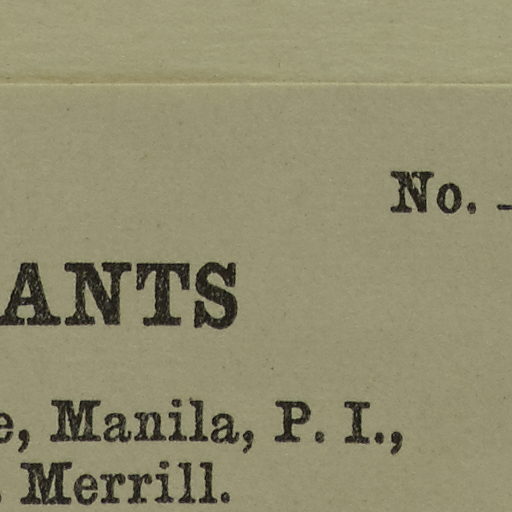 No.
ANTS
e, Manila, P. I.,
. Merrill.